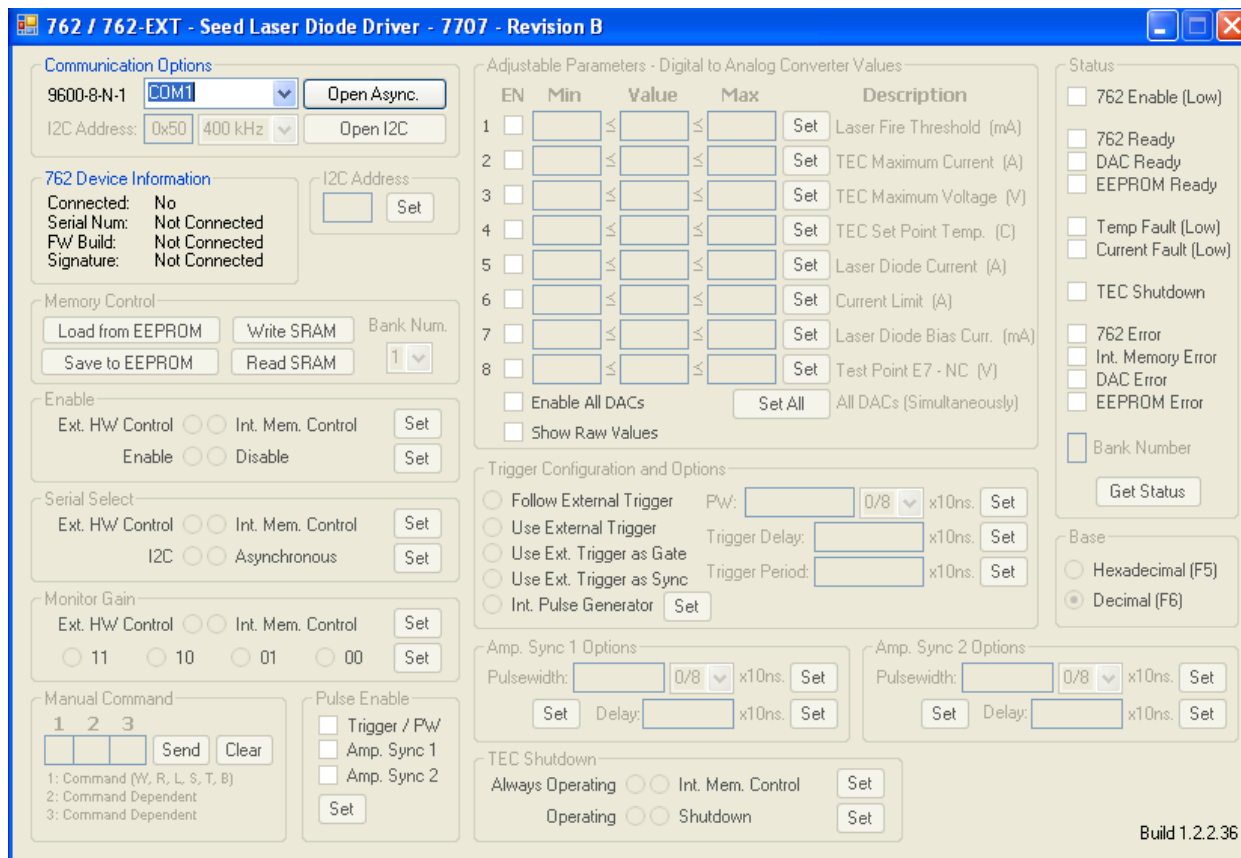 762 / 762-EXT - Seed Laser Diode Driver - 7707 - Revision B
Communication Options
9600-8-N-1 COM1 Open Async.
I2C Address: 0x50 400 kHz Open I2C
762 Device Information
Connected: No
Serial Num: Not Connected
FW Build: Not Connected
Signature: Not Connected
I2C Address
Set
Memory Control
Load from EEPROM Write SRAM Bank Num.
Save to EEPROM Read SRAM 1
Enable
Ext. HW Control Int. Mem. Control Set
Enable Disable Set
Serial Select
Ext. HW Control Int. Mem. Control Set
I2C Asynchronous Set
Monitor Gain
Ext. HW Control Int. Mem. Control Set
11 10 01 00 Set
Manual Command
1 2 3
Send Clear
1: Command (W, R, L, S, T, B)
2: Command Dependent
3: Command Dependent
Pulse Enable
Trigger / PW
Amp. Sync 1
Amp. Sync 2
Set
Adjustable Parameters - Digital to Analog Converter Values
EN Min Value Max Description
1 ≤ ≤ Set Laser Fire Threshold (mA)
2 ≤ ≤ Set TEC Maximum Current (A)
3 ≤ ≤ Set TEC Maximum Voltage (V)
4 ≤ ≤ Set TEC Set Point Temp. (C)
5 ≤ ≤ Set Laser Diode Current (A)
6 ≤ ≤ Set Current Limit (A)
7 ≤ ≤ Set Laser Diode Bias Curr. (mA)
8 ≤ ≤ Set Test Point E7 - NC (V)
Enable All DACs Set All All DACs (Simultaneously)
Show Raw Values
Trigger Configuration and Options
Follow External Trigger PW: 0/8 x10ns. Set
Use External Trigger Trigger Delay: x10ns. Set
Use Ext. Trigger as Gate
Use Ext. Trigger as Sync Trigger Period: x10ns. Set
Int. Pulse Generator Set
Amp. Sync 1 Options
Pulsewidth: 0/8 x10ns. Set
Set Delay: x10ns. Set
Amp. Sync 2 Options
Pulsewidth: 0/8 x10ns. Set
Set Delay: x10ns. Set
TEC Shutdown
Always Operating Int. Mem. Control Set
Operating Shutdown Set
Status
762 Enable (Low)
762 Ready
DAC Ready
EEPROM Ready
Temp Fault (Low)
Current Fault (Low)
TEC Shutdown
762 Error
Int. Memory Error
DAC Error
EEPROM Error
Bank Number
Get Status
Base
Hexadecimal (F5)
Decimal (F6)
Build 1.2.2.36